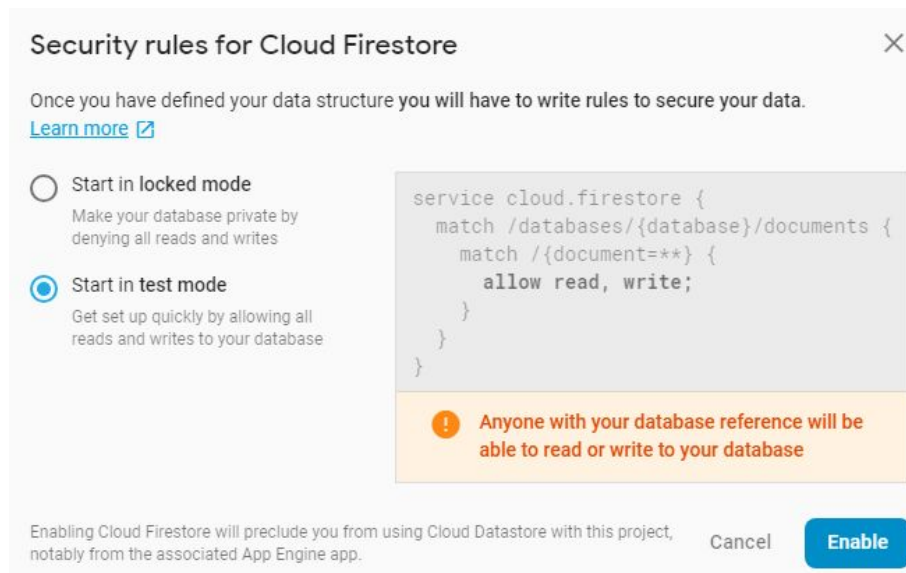 Security rules for Cloud Firestore
Once you have defined your data structure you will have to write rules to secure your data.
Learn more
Start in locked mode
Make your database private by
denying all reads and writes
Start in test mode
Get set up quickly by allowing all
reads and writes to your database
service cloud.firestore {
match /databases/{database}/documents {
match /{document=**} {
allow read, write;
}
}
}
Anyone with your database reference will be
able to read or write to your database
Enabling Cloud Firestore will preclude you from using Cloud Datastore with this project,
notably from the associated App Engine app.
Cancel
Enable